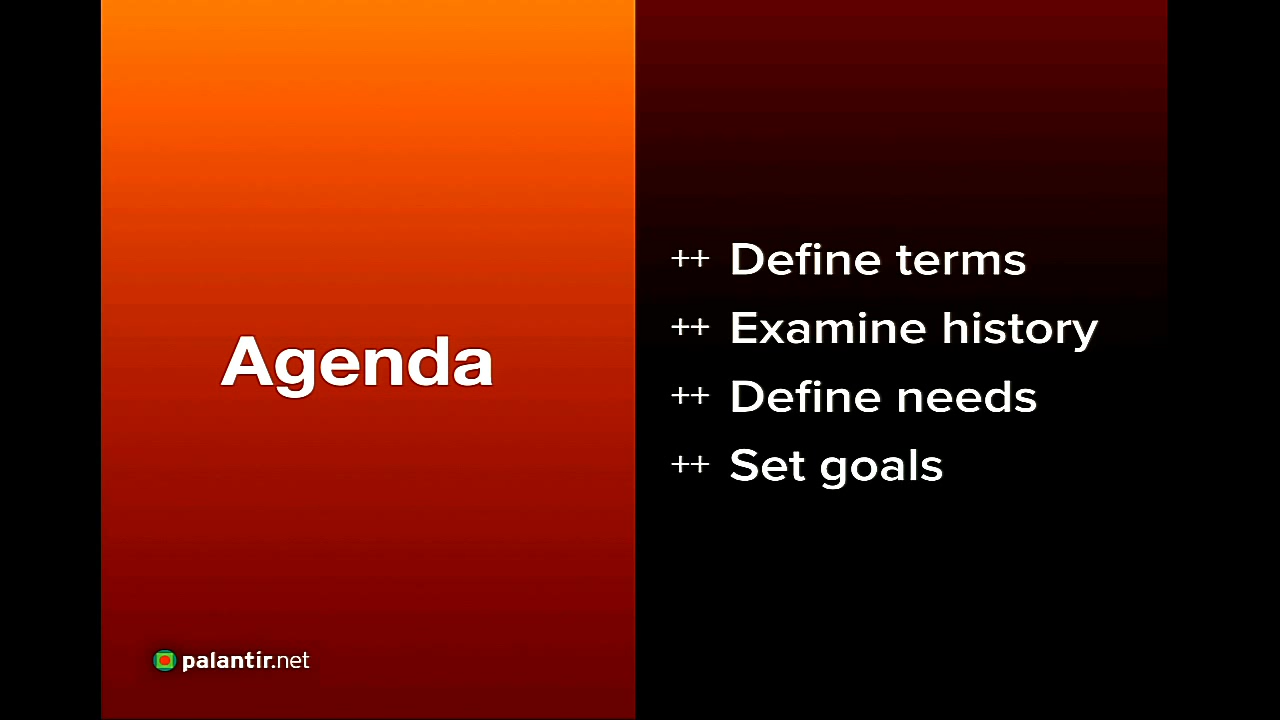 Agenda
++ Define terms
++ Examine history
++ Define needs
++ Set goals
palantir.net